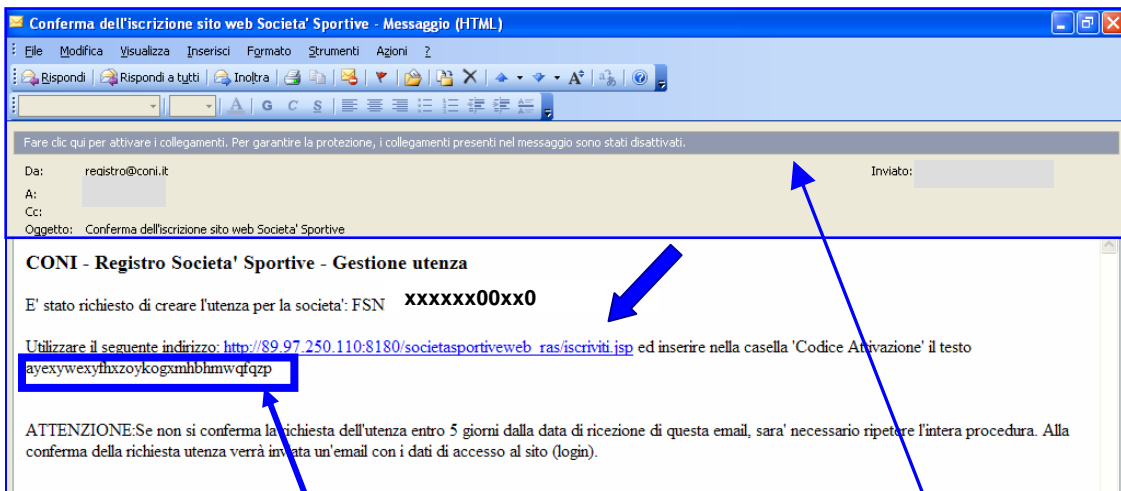 Conferma dell'iscrizione sito web Societa' Sportive - Messaggio (HTML)
File Modifica Visualizza Inserisci Formato Strumenti Azioni ?
Rispondi Rispondi a tutti Inoltra
A G C S
Fare clic qui per attivare i collegamenti. Per garantire la protezione, i collegamenti presenti nel messaggio sono stati disattivati.
Da: registro@coni.it Inviato:
A:
Cc:
Oggetto: Conferma dell'iscrizione sito web Societa' Sportive
CONI - Registro Societa' Sportive - Gestione utenza
E' stato richiesto di creare l'utenza per la societa': FSN xxxxxx00xx0
Utilizzare il seguente indirizzo: http://89.97.250.110:8180/societasportiveweb_ras/iscriviti.jsp ed inserire nella casella 'Codice Attivazione' il testo
ayexywexyfhxzoykogxmhbhmwqfqzp
ATTENZIONE:Se non si conferma la richiesta dell'utenza entro 5 giorni dalla data di ricezione di questa email, sara' necessario ripetere l'intera procedura. Alla
conferma della richiesta utenza verrà inviata un'email con i dati di accesso al sito (login).